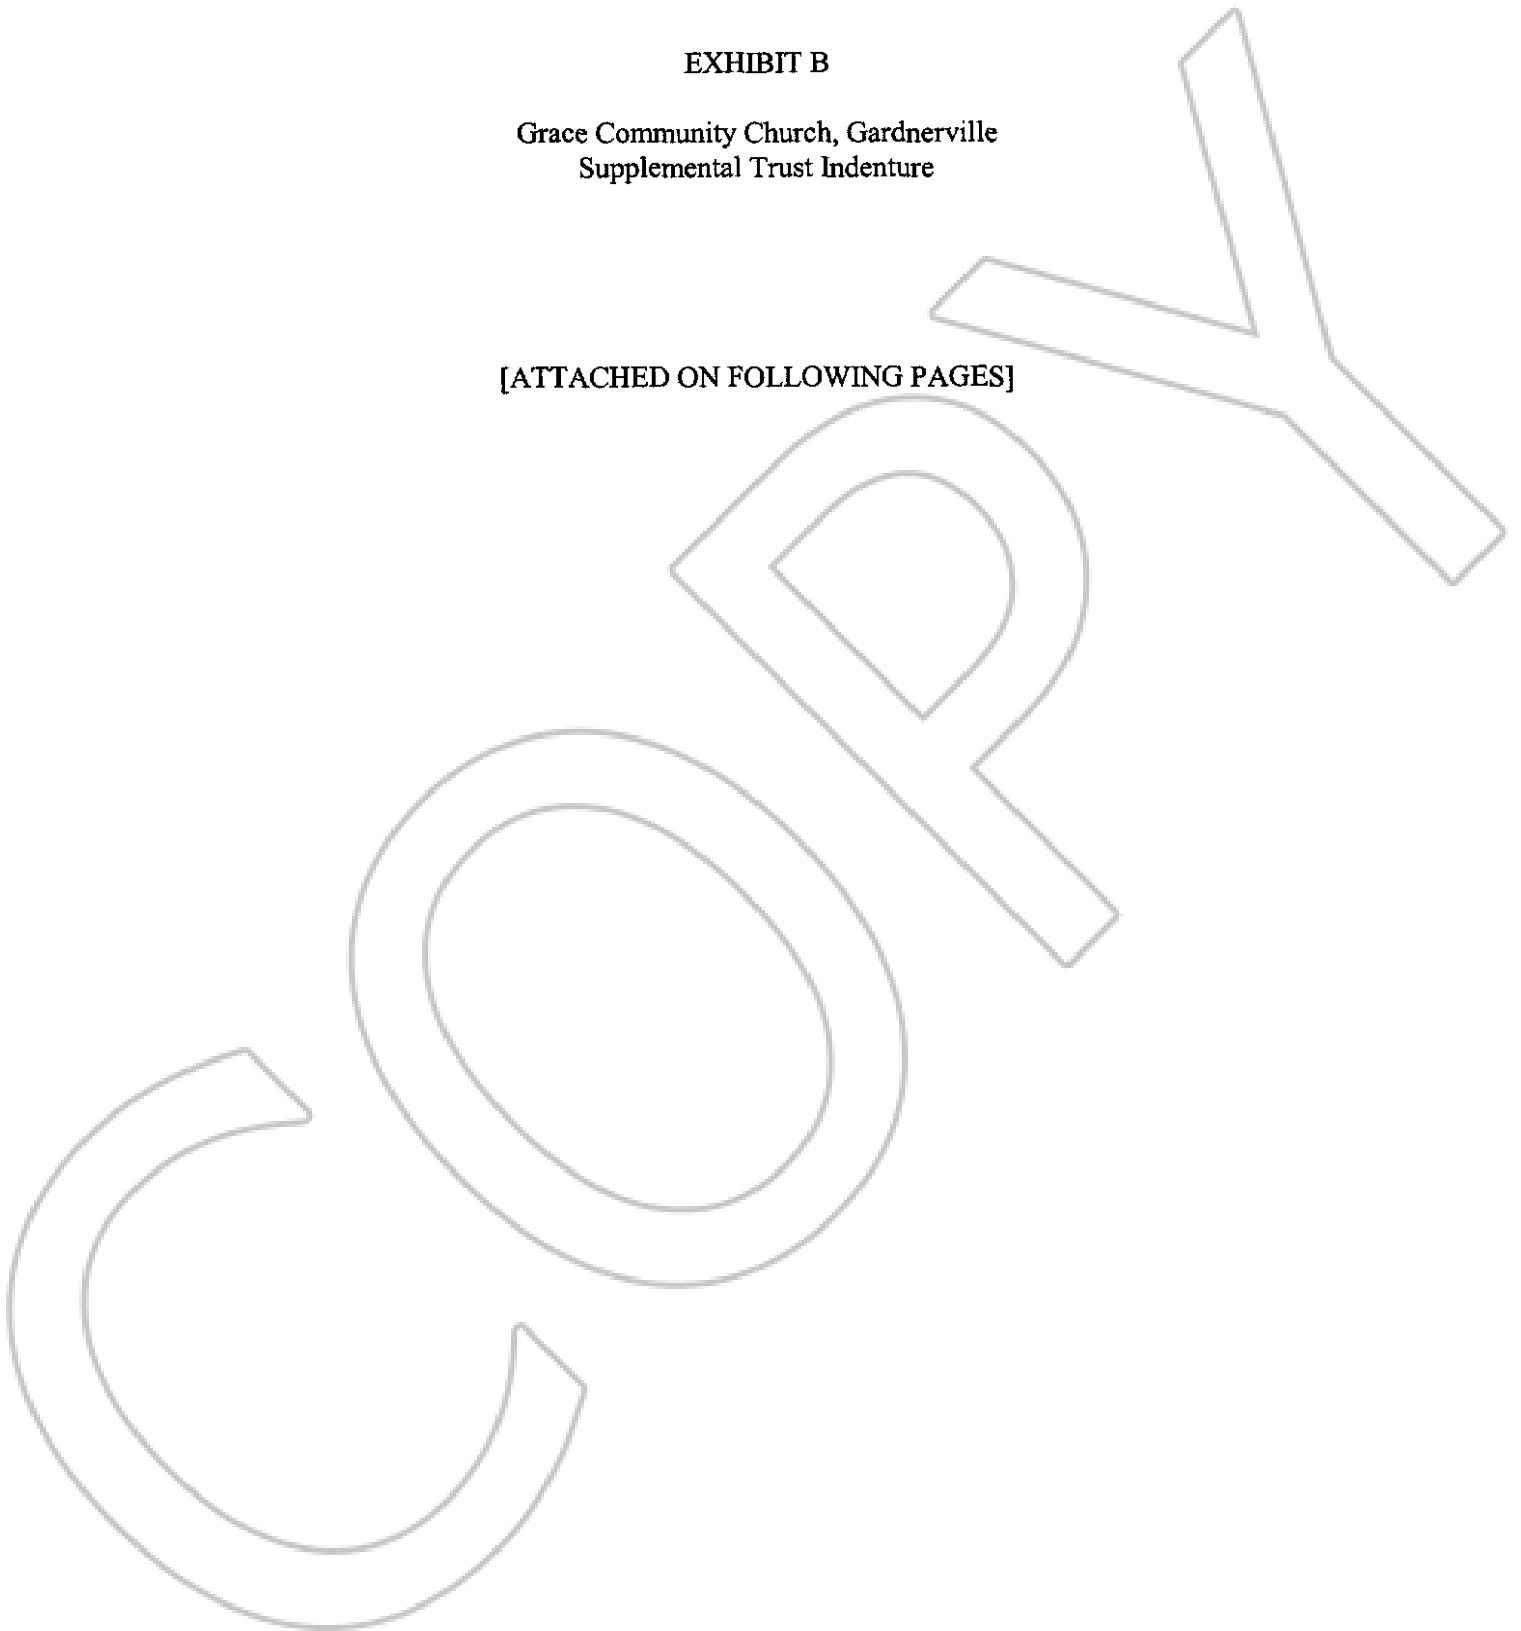 EXHIBIT B
Grace Community Church, Gardnerville
Supplemental Trust Indenture
[ATTACHED ON FOLLOWING PAGES]
COPY